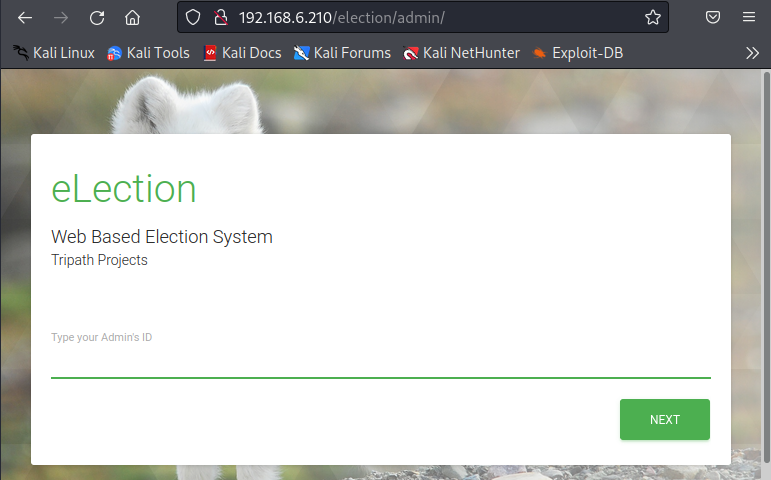 192.168.6.210/election/admin/
Kali Linux Kali Tools Kali Docs Kali Forums Kali NetHunter Exploit-DB
eLection
Web Based Election System
Tripath Projects
Type your Admin's ID
NEXT